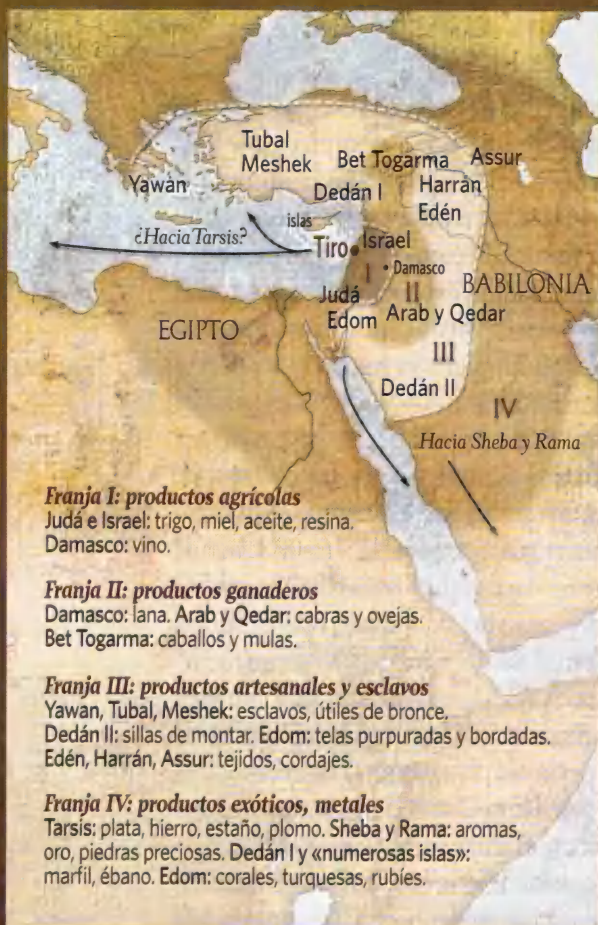 Tubal
Meshek
Bet Togarma
Assur
Yawan
Dedán I
Harrán
Edén
islas
¿Hacia Tarsis?
Tiro
Israel
I
Damasco
II
BABILONIA
Judá
Edom
Arab y Qedar
EGIPTO
III
Dedán II
IV
Hacia Sheba y Rama
Franja I: productos agrícolas
Judá e Israel: trigo, miel, aceite, resina.
Damasco: vino.
Franja II: productos ganaderos
Damasco: lana. Arab y Qedar: cabras y ovejas.
Bet Togarma: caballos y mulas.
Franja III: productos artesanales y esclavos
Yawan, Tubal, Meshek: esclavos, útiles de bronce.
Dedán II: sillas de montar. Edom: telas purpuradas y bordadas.
Edén, Harrán, Assur: tejidos, cordajes.
Franja IV: productos exóticos, metales
Tarsis: plata, hierro, estaño, plomo. Sheba y Rama: aromas,
oro, piedras preciosas. Dedán I y «numerosas islas»:
marfil, ébano. Edom: corales, turquesas, rubíes.